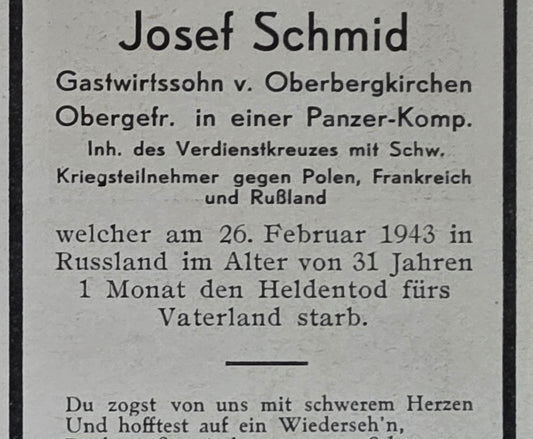 Josef Schmid
Gastwirtssohn v. Oberbergkirchen
Obergefr. in einer Panzer-Komp.
Inh. des Verdienstkreuzes mit Schw.
Kriegsteilnehmer gegen Polen, Frankreich
und Rußland
welcher am 26. Februar 1943 in
Russland im Alter von 31 Jahren
1 Monat den Heldentod fürs
Vaterland starb.
Du zogst von uns mit schwerem Herzen
Und hofftest auf ein Wiederseh'n,